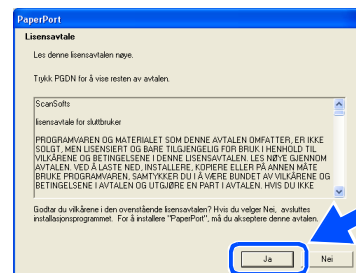 PaperPort
Lisensavtale
Les denne lisensavtalen nøye.
Trykk PGDN for å vise resten av avtalen.
ScanSofts
lisensavtale for sluttbruker
PROGRAMVAREN OG MATERIALET SOM DENNE AVTALEN OMFATTER, ER IKKE
SOLGT, MEN LISENSIERT OG BARE TILGJENGELIG FOR BRUK I HENHOLD TIL
VILKÅRENE OG BETINGELSENE I DENNE LISENSAVTALEN. LES NØYE GJENNOM
AVTALEN. VED Å LASTE NED, INSTALLERE, KOPIERE ELLER PÅ ANNEN MÅTE
BRUKE PROGRAMVAREN, SAMTYKKER DU I Å VÆRE BUNDET AV VILKÅRENE OG
BETINGELSENE I AVTALEN OG UTGJØRE EN PART I AVTALEN. HVIS DU IKKE
Godtar du vilkårene i den ovenstående lisensavtalen? Hvis du velger Nei, avsluttes
installasjonsprogrammet. For å installere "PaperPort", må du akseptere denne avtalen.
Ja
Nei